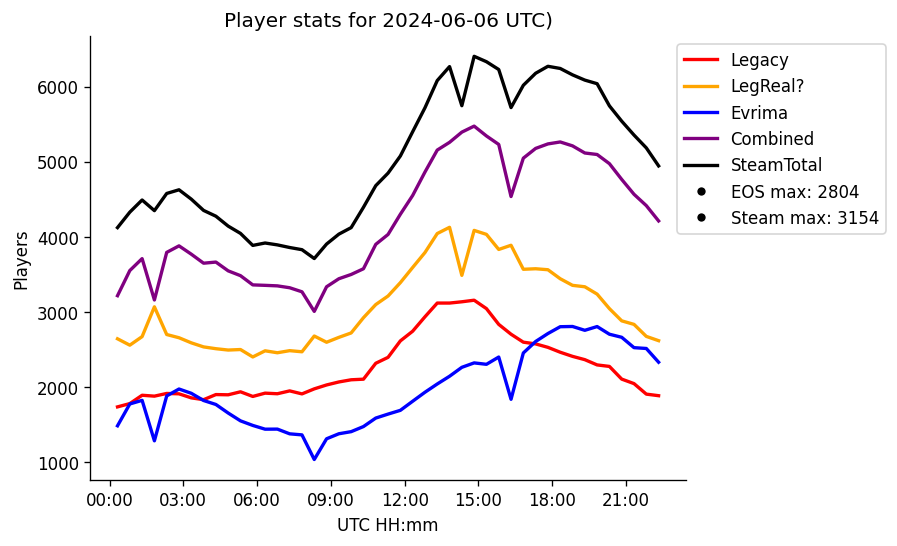 Player stats for 2024-06-06 UTC)
Legacy
LegReal?
Evrima
Combined
SteamTotal
EOS max: 2804
Steam max: 3154
Players
6000
5000
4000
3000
2000
1000
00:00 03:00 06:00 09:00 12:00 15:00 18:00 21:00
UTC HH:mm